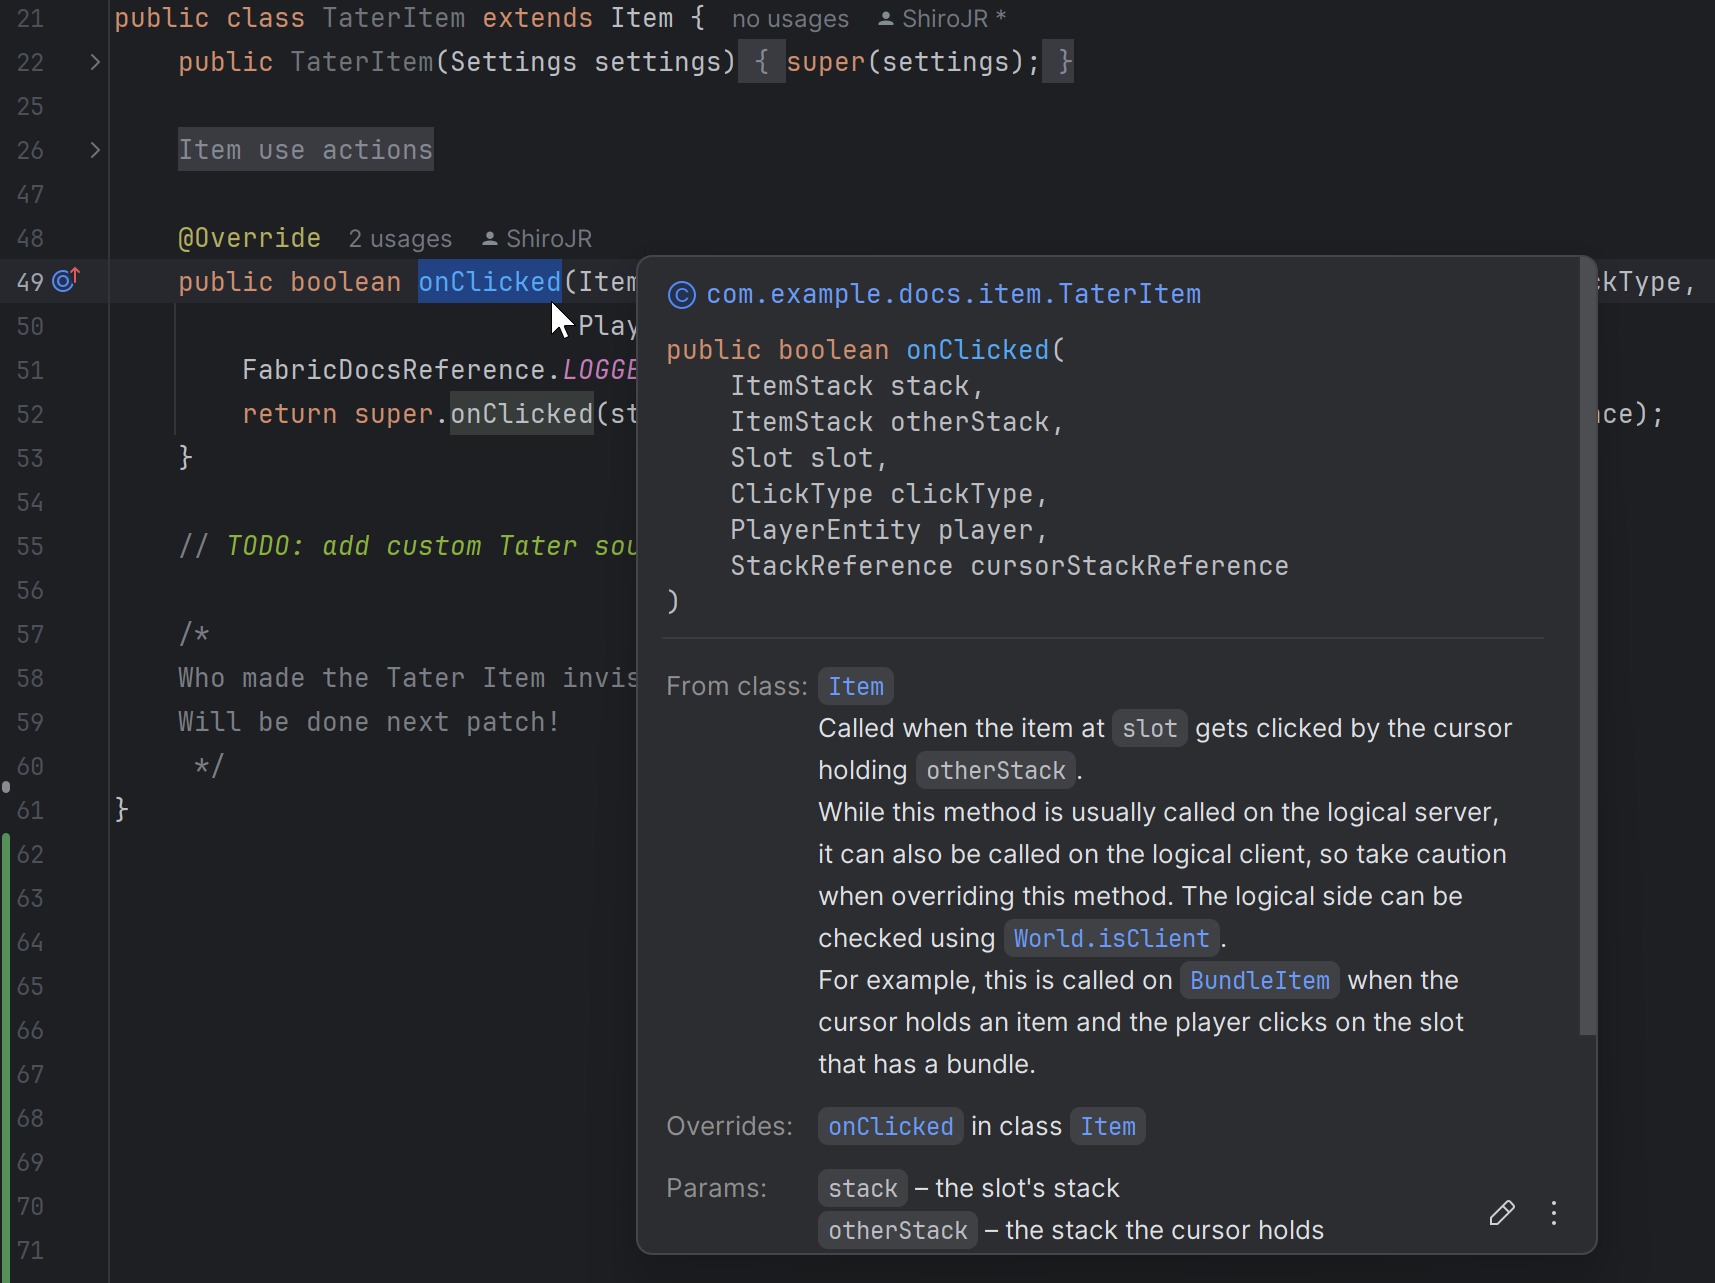 21 public class TaterItem extends Item { no usages ShiroJR *
22 public TaterItem(Settings settings) { super(settings); }
25
26 Item use actions
47
48 @Override 2 usages ShiroJR
49 public boolean onClicked(Item ckType,
50 Play
51 FabricDocsReference.LOGGE
52 return super.onClicked(st nce);
53 }
54
55 // TODO: add custom Tater sou
56
57 /*
58 Who made the Tater Item invis
59 Will be done next patch!
60 */
61 }
62
63
64
65
66
67
68
69
70
71
com.example.docs.item.TaterItem
public boolean onClicked(
ItemStack stack,
ItemStack otherStack,
Slot slot,
ClickType clickType,
PlayerEntity player,
StackReference cursorStackReference
)
From class: Item
Called when the item at slot gets clicked by the cursor
holding otherStack.
While this method is usually called on the logical server,
it can also be called on the logical client, so take caution
when overriding this method. The logical side can be
checked using World.isClient.
For example, this is called on BundleItem when the
cursor holds an item and the player clicks on the slot
that has a bundle.
Overrides: onClicked in class Item
Params: stack – the slot's stack
otherStack – the stack the cursor holds